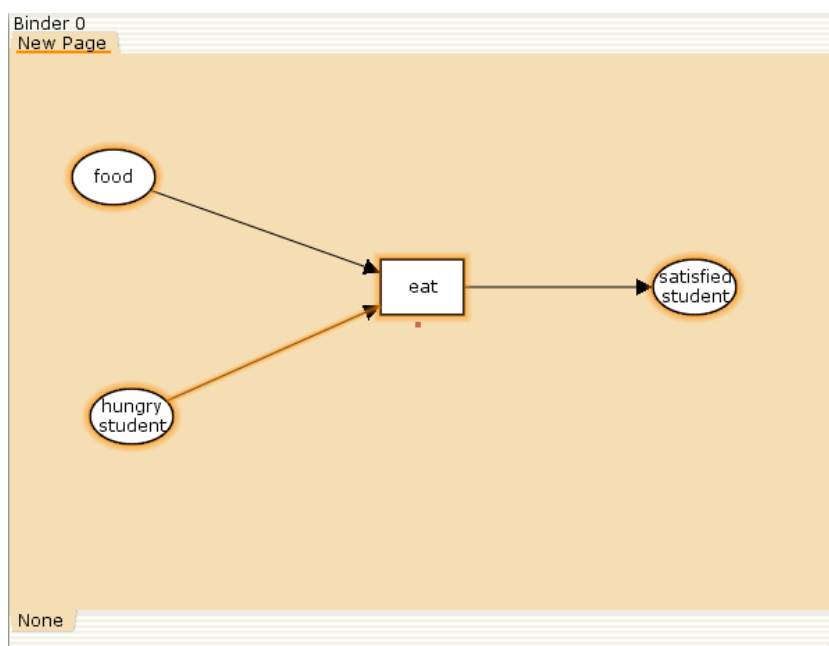 Binder 0
New Page
food
eat
satisfied
student
hungry
student
None